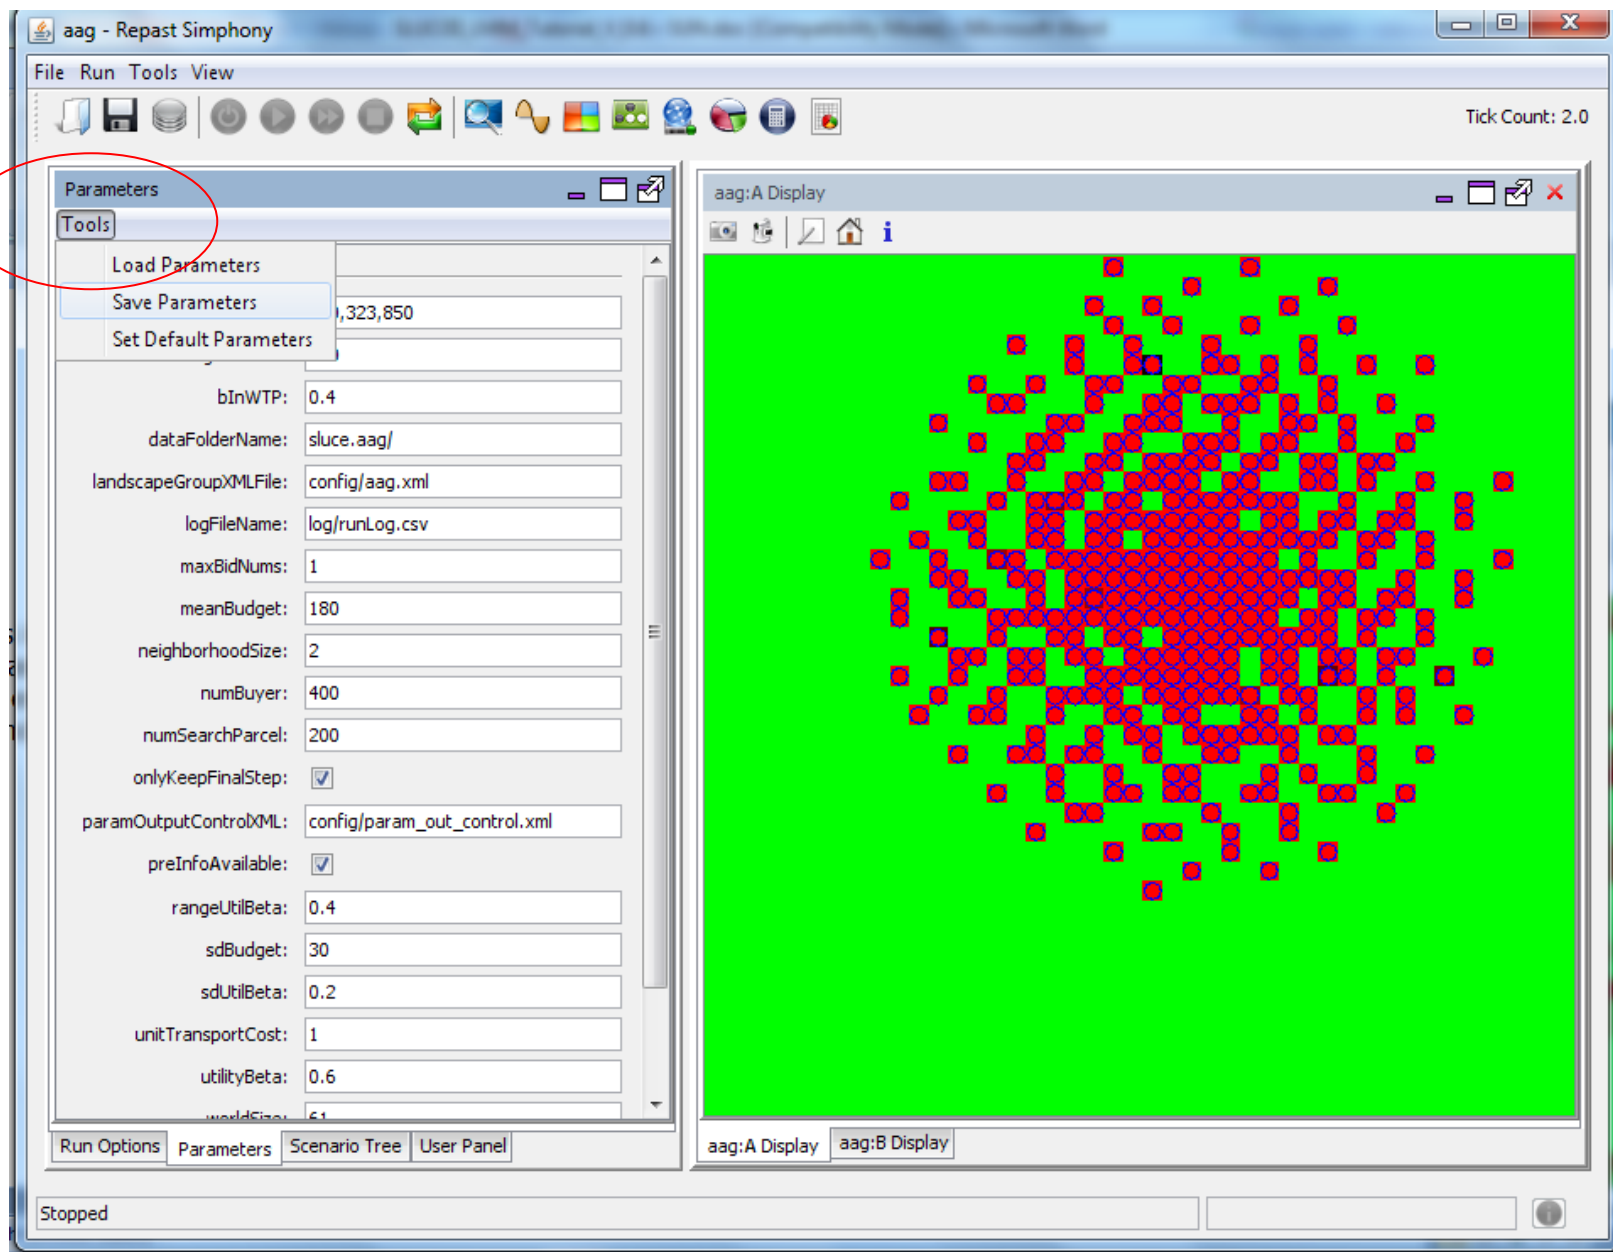 aag - Repast Simphony
File Run Tools View
Tick Count: 2.0
Parameters
Tools
Load Parameters
Save Parameters
Set Default Parameters
,323,850
bInWTP: 0.4
dataFolderName: sluce.aag/
landscapeGroupXMLFile: config/aag.xml
logFileName: log/runLog.csv
maxBidNums: 1
meanBudget: 180
neighborhoodSize: 2
numBuyer: 400
numSearchParcel: 200
onlyKeepFinalStep:
paramOutputControlXML: config/param_out_control.xml
preInfoAvailable:
rangeUtilBeta: 0.4
sdBudget: 30
sdUtilBeta: 0.2
unitTransportCost: 1
utilityBeta: 0.6
worldSize: 61
Run Options Parameters Scenario Tree User Panel
aag:A Display
i
aag:A Display aag:B Display
Stopped